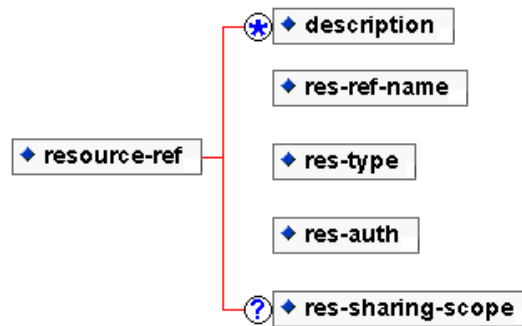 *
description
res-ref-name
resource-ref
res-type
res-auth
?
res-sharing-scope